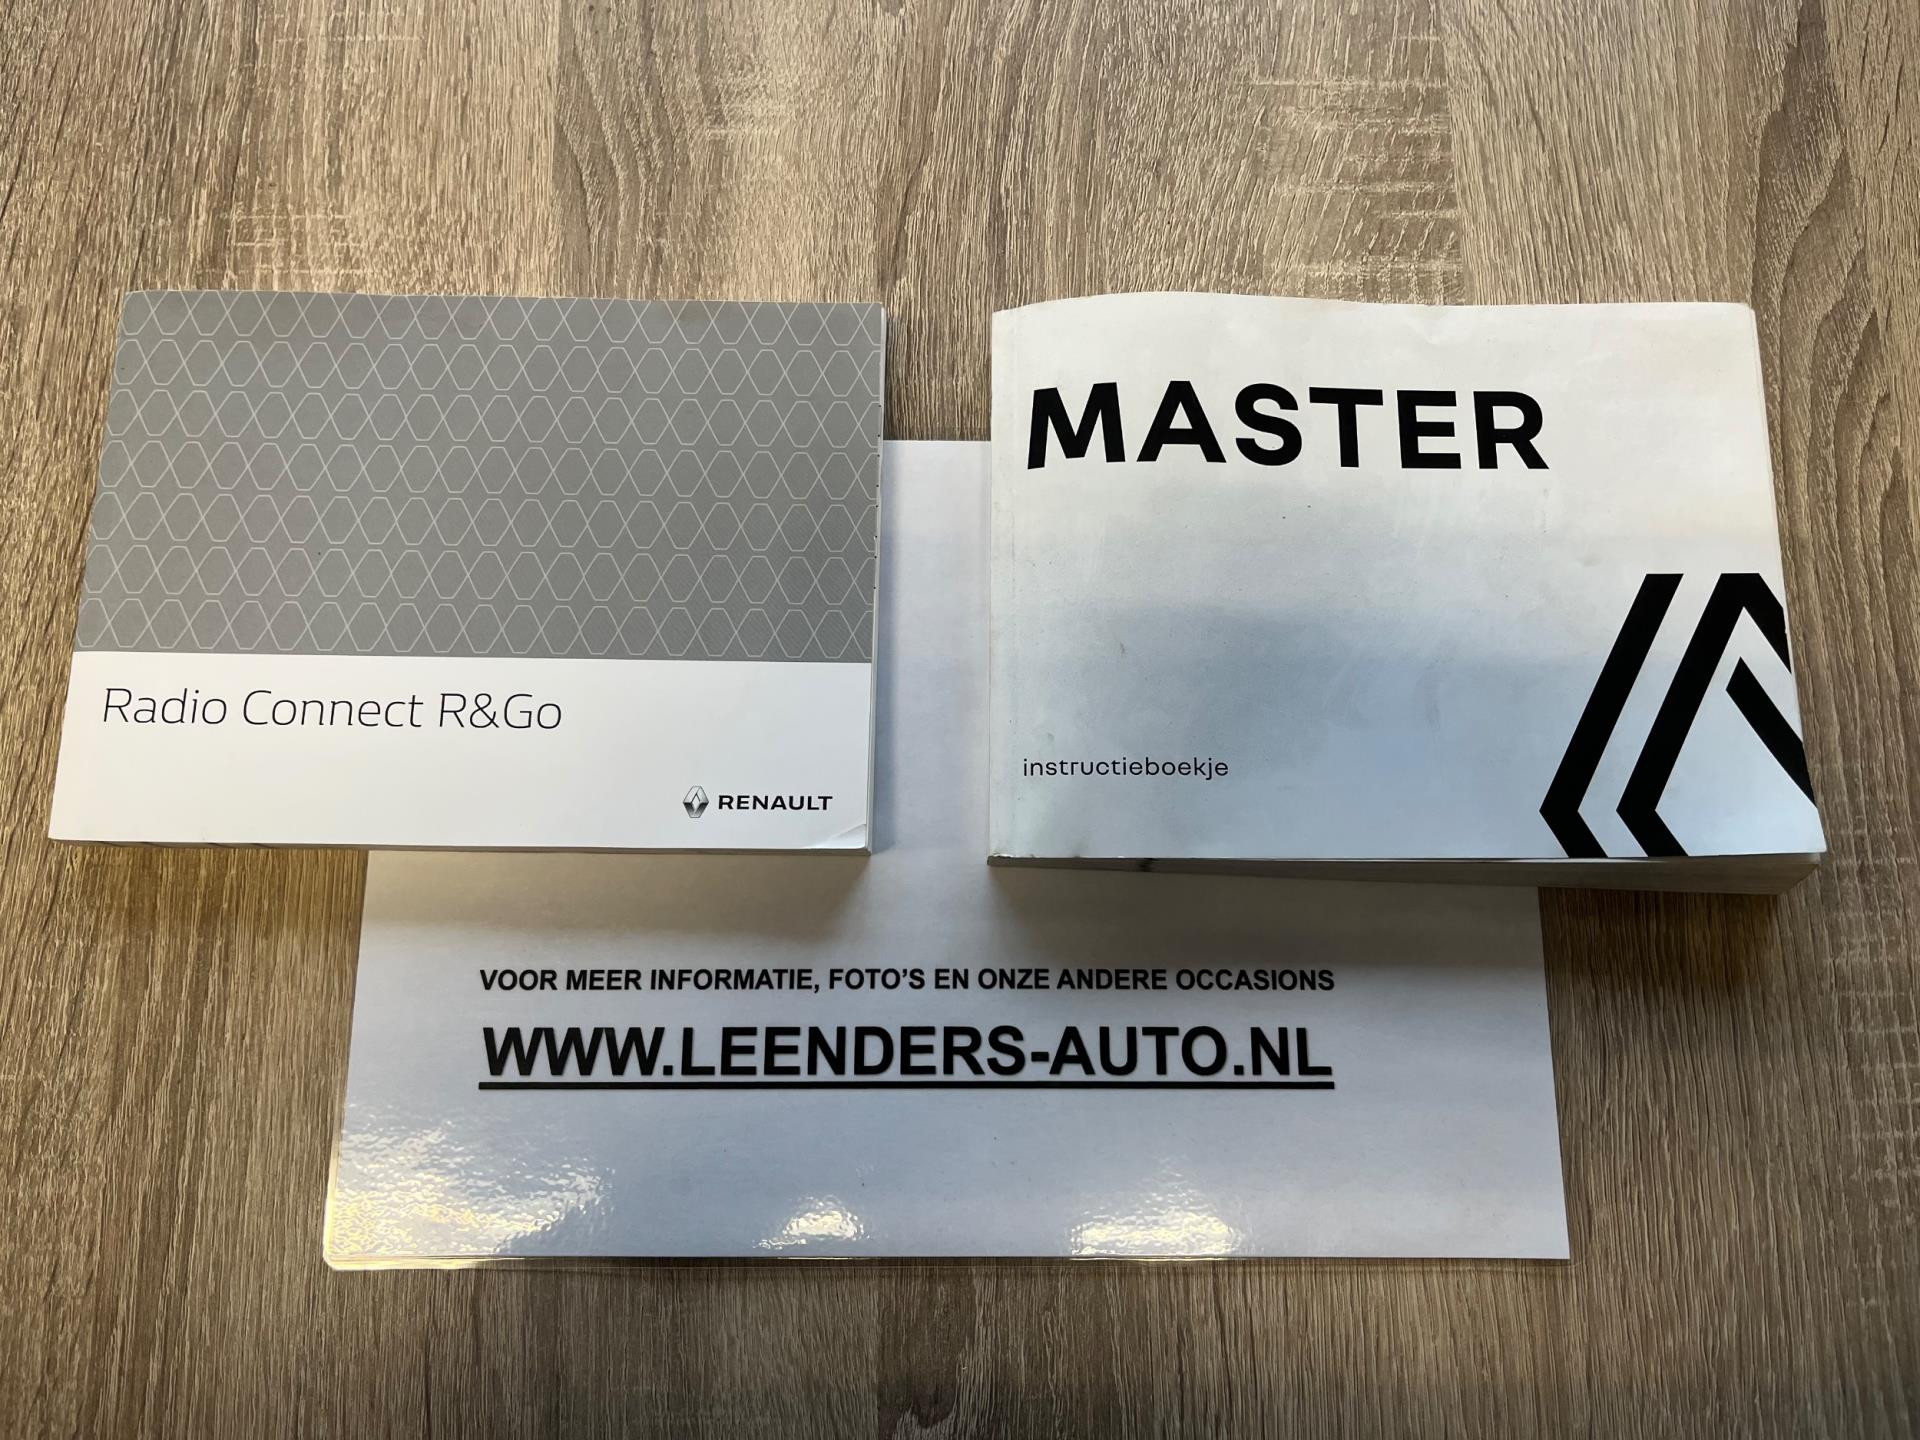 Radio Connect R&Go
RENAULT
MASTER
instructieboekje
VOOR MEER INFORMATIE, FOTO'S EN ONZE ANDERE OCCASIONS
WWW.LEENDERS-AUTO.NL